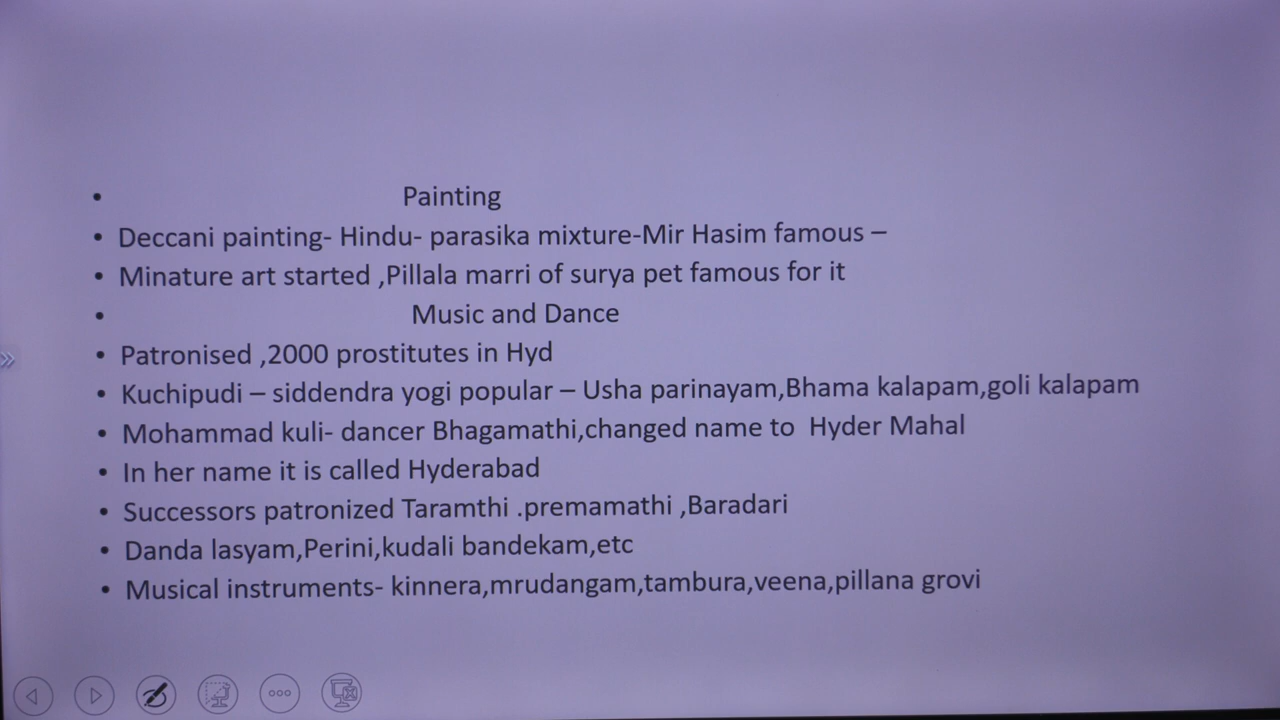 • Painting
• Deccani painting- Hindu- parasika mixture-Mir Hasim famous –
• Minature art started ,Pillala marri of surya pet famous for it
• Music and Dance
• Patronised ,2000 prostitutes in Hyd
• Kuchipudi – siddendra yogi popular – Usha parinayam,Bhama kalapam,goli kalapam
• Mohammad kuli- dancer Bhagamathi,changed name to  Hyder Mahal
• In her name it is called Hyderabad
• Successors patronized Taramthi .premamathi ,Baradari
• Danda lasyam,Perini,kudali bandekam,etc
• Musical instruments- kinnera,mrudangam,tambura,veena,pillana grovi